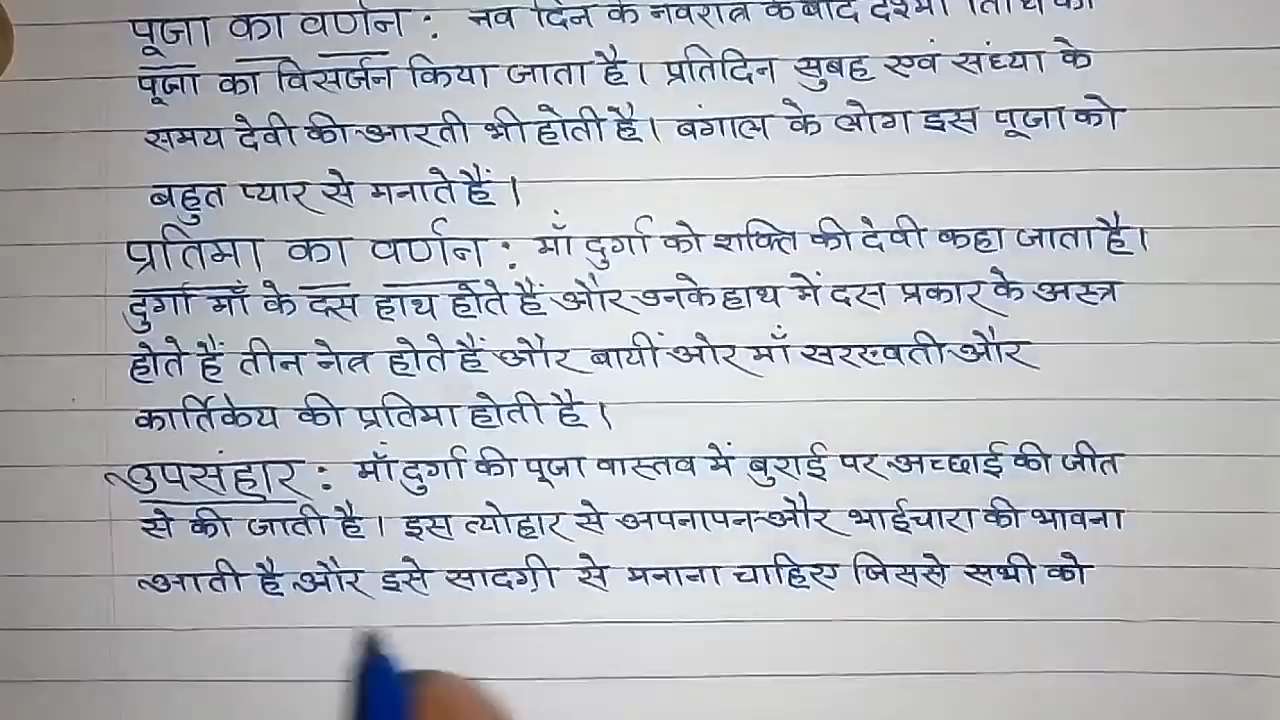 पूजा का वर्णन : नव दिन के नवरात्र के बाद दशमी तिथि को
पूजा का विसर्जन किया जाता है। प्रतिदिन सुबह एवं संध्या के
समय देवी की आरती भी होती है। बंगाल के लोग इस पूजा को
बहुत प्यार से मनाते हैं।
प्रतिमा का वर्णन : माँ दुर्गा को शक्ति की देवी कहा जाता है।
दुर्गा माँ के दस हाथ होते हैं और उनके हाथ में दस प्रकार के अस्त्र
होते हैं तीन नेत्र होते हैं और बायीं ओर माँ सरस्वती और
कार्तिकेय की प्रतिमा होती है।
उपसंहार : माँ दुर्गा की पूजा वास्तव में बुराई पर अच्छाई की जीत
से की जाती है। इस त्योहार से अपनापन और भाईचारा की भावना
आती है और इसे सादगी से मनाना चाहिए जिससे सभी को